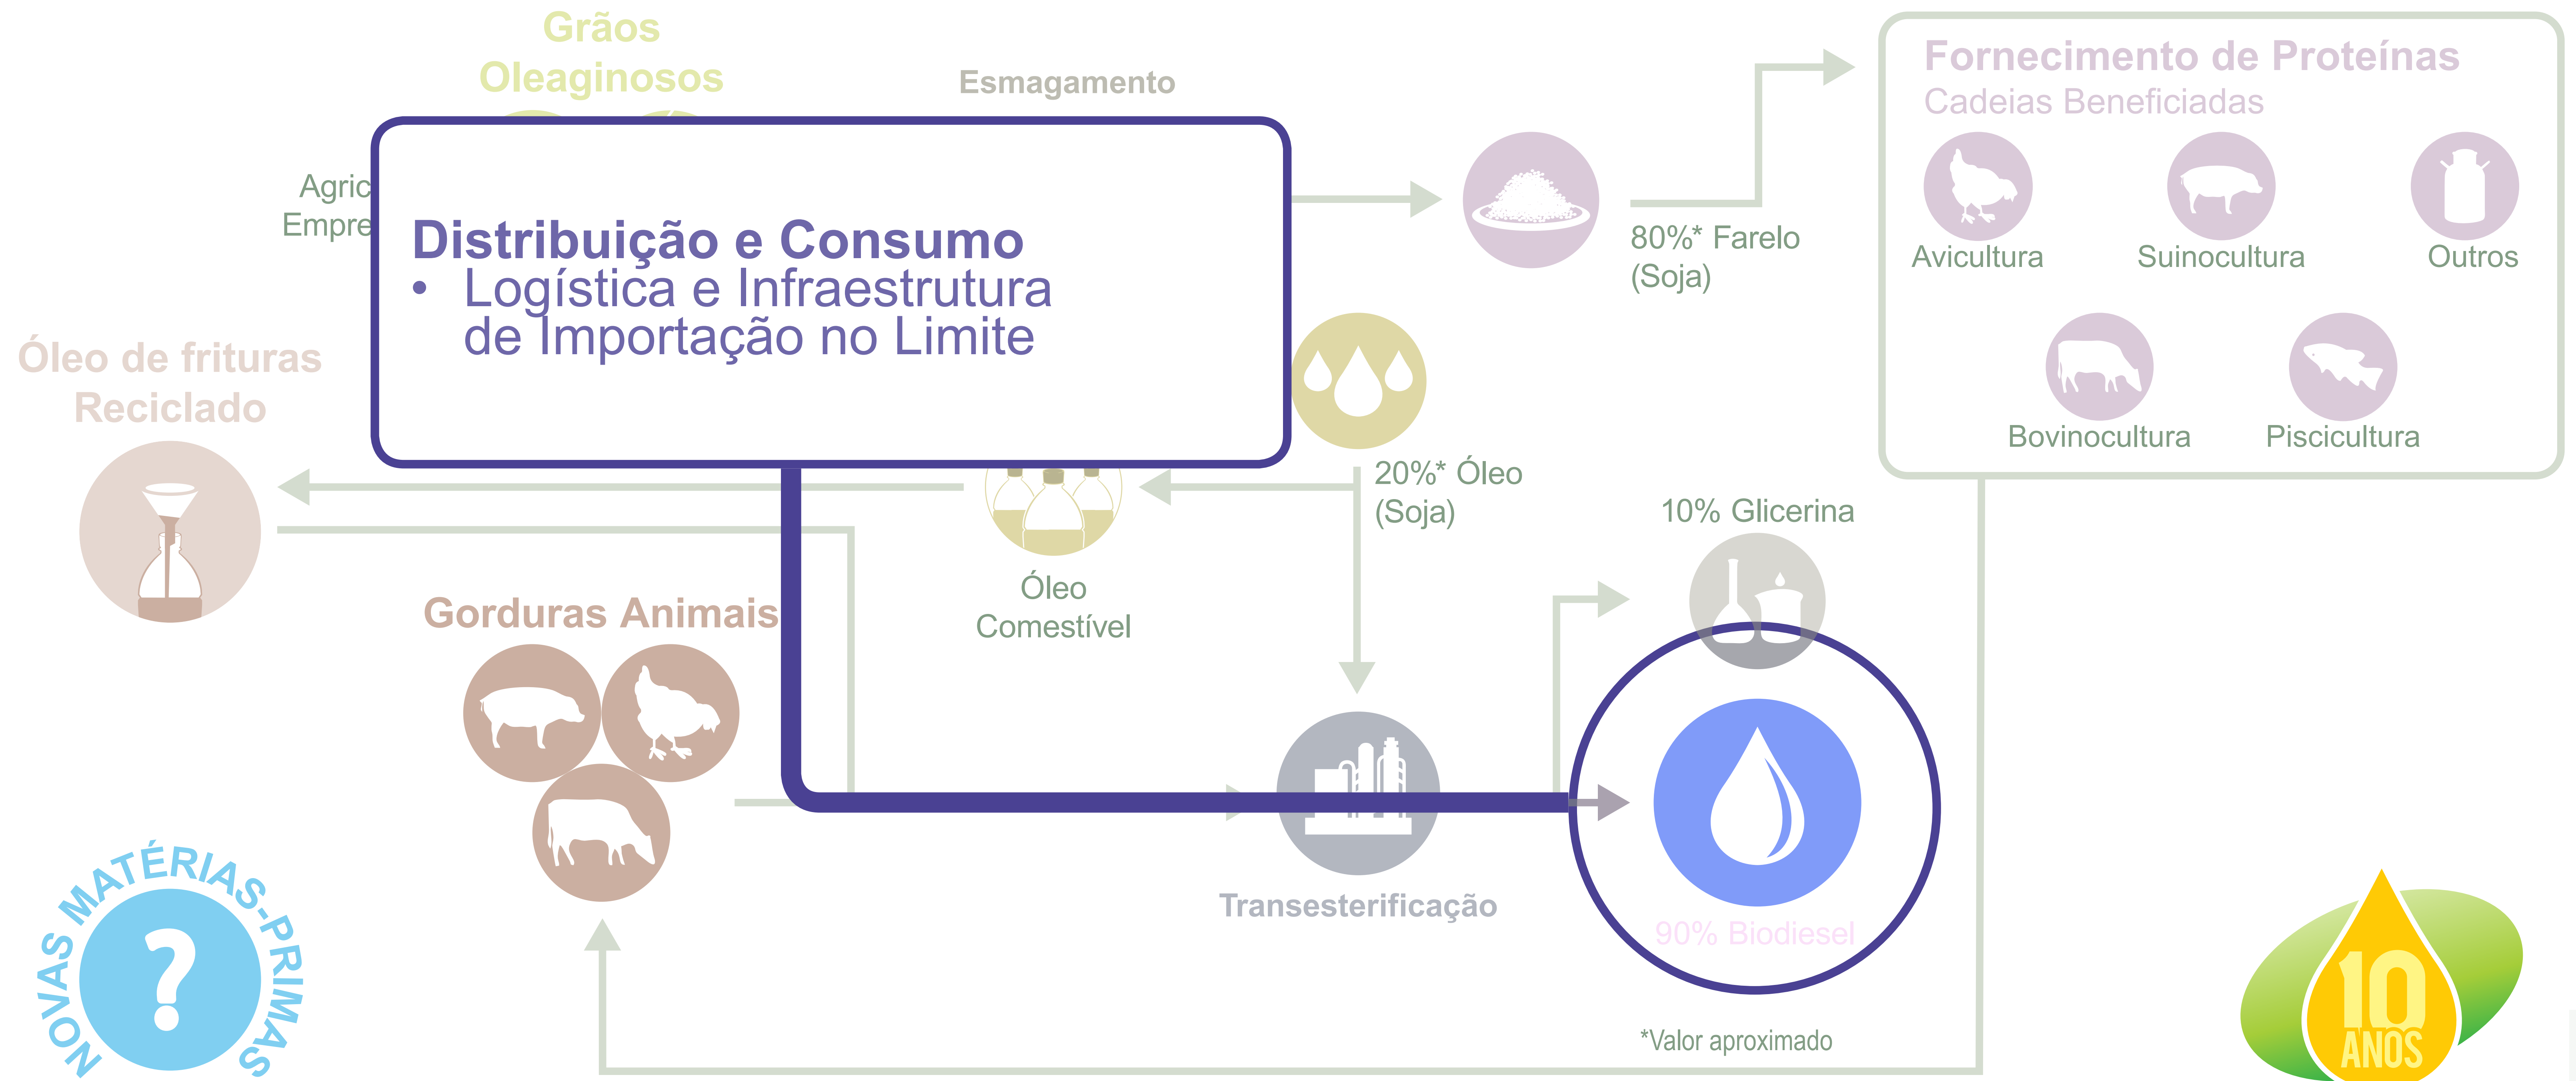 Grãos
Oleaginosos
Esmagamento
Agric
Empre
Distribuição e Consumo
• Logística e Infraestrutura
de Importação no Limite
80%* Farelo
(Soja)
Fornecimento de Proteínas
Cadeias Beneficiadas
Avicultura
Suinocultura
Outros
Bovinocultura
Piscicultura
Óleo de frituras
Reciclado
20%* Óleo
(Soja)
10% Glicerina
Óleo
Comestível
Gorduras Animais
Transesterificação
90% Biodiesel
NOVAS MATÉRIAS-PRIMAS
?
*Valor aproximado
10
ANOS